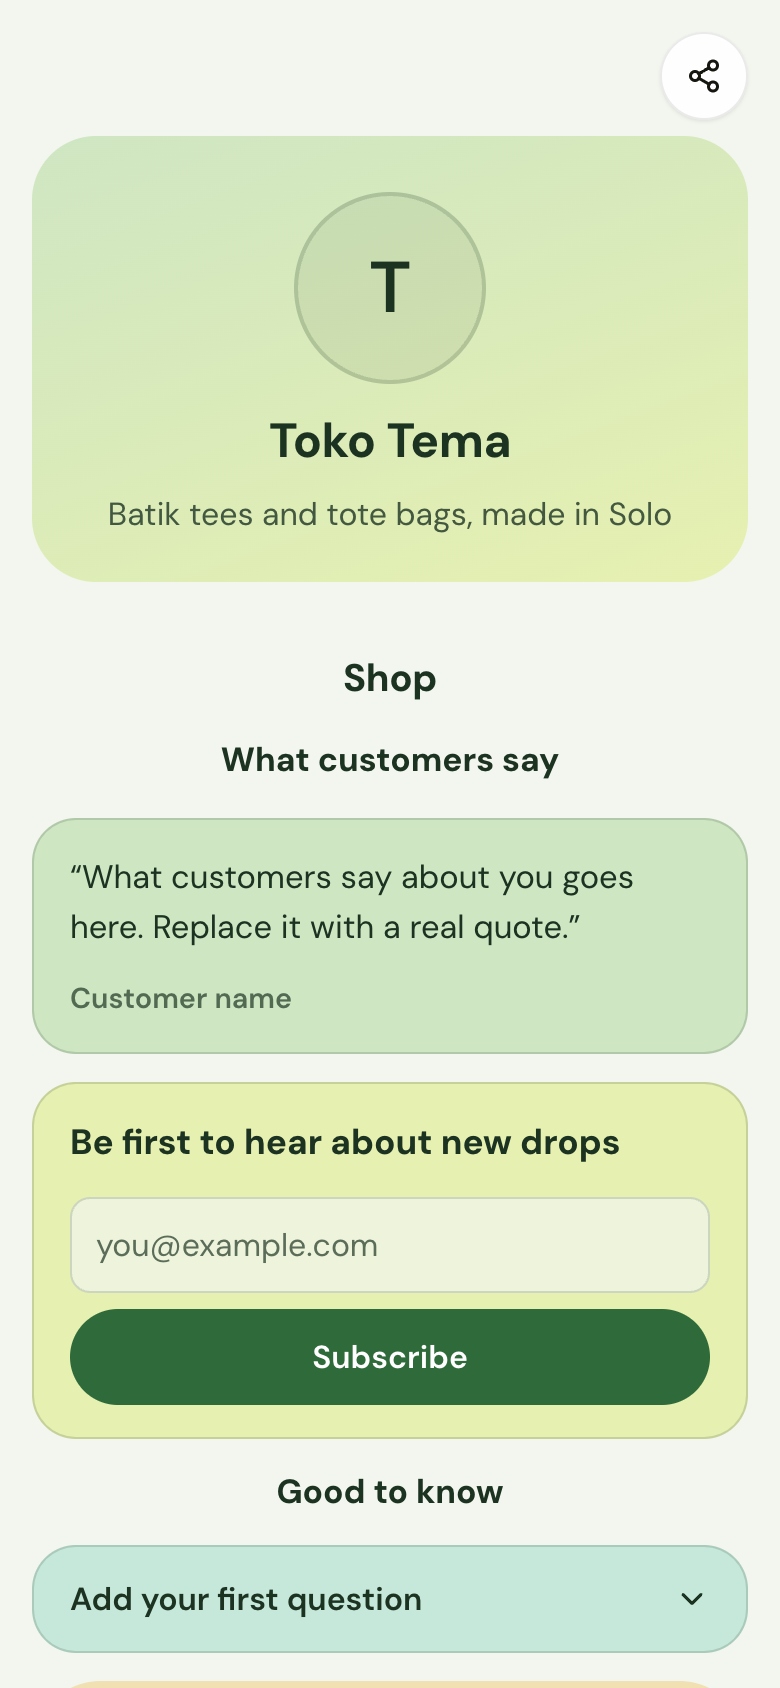 T
Toko Tema
Batik tees and tote bags, made in Solo
Shop
What customers say
“What customers say about you goes
here. Replace it with a real quote.”
Customer name
Be first to hear about new drops
you@example.com
Subscribe
Good to know
Add your first question